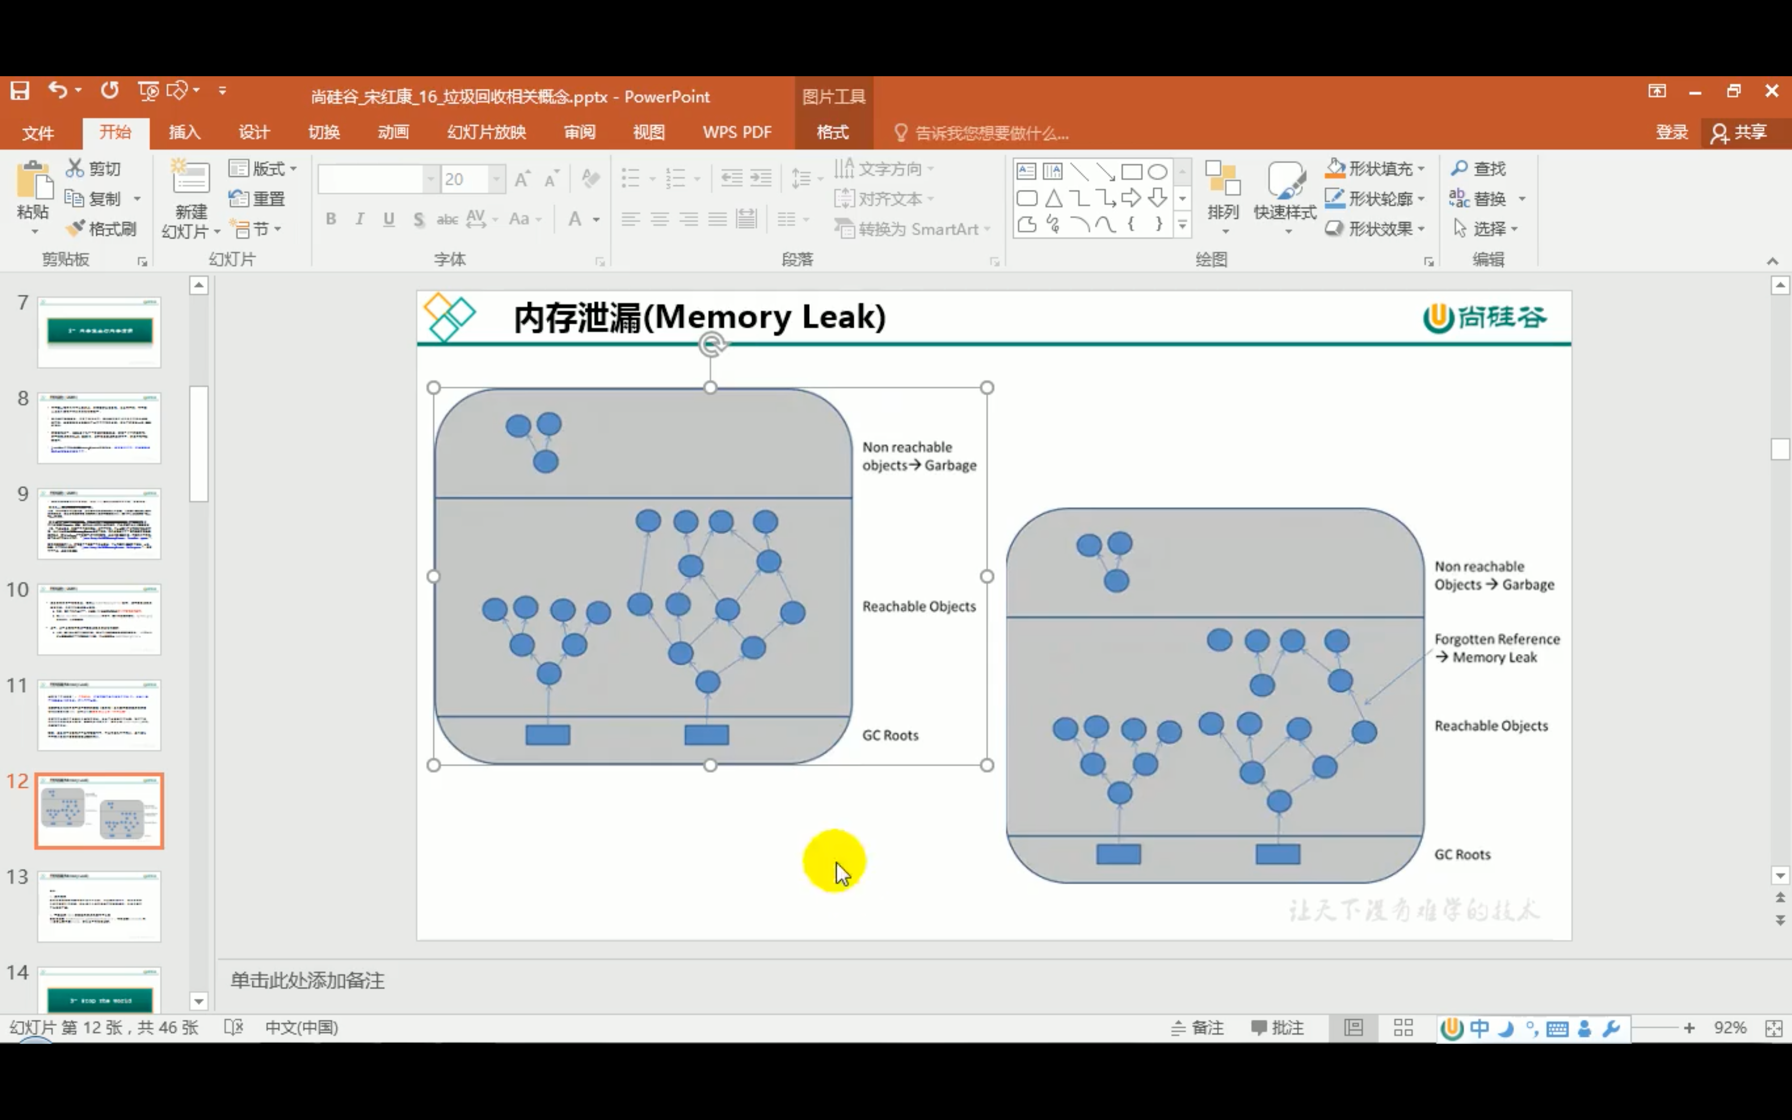 尚硅谷_宋红康_16_垃圾回收相关概念.pptx - PowerPoint
图片工具
文件
开始
插入
设计
切换
动画
幻灯片放映
审阅
视图
WPS PDF
格式
告诉我您想要做什么...
登录
共享
粘贴
剪切
复制
格式刷
剪贴板
新建
幻灯片
版式
重置
节
幻灯片
20
B I U S abc AV Aa A
字体
文字方向
对齐文本
转换为 SmartArt
段落
排列
快速样式
形状填充
形状轮廓
形状效果
绘图
查找
替换
选择
编辑
7
8
9
10
11
12
13
14
3- Stop the World
内存泄漏(Memory Leak)
尚硅谷
Non reachable
objects→ Garbage
Reachable Objects
GC Roots
Non reachable
Objects → Garbage
Forgotten Reference
→ Memory Leak
Reachable Objects
GC Roots
让天下没有难学的技术
单击此处添加备注
幻灯片 第 12 张，共 46 张
中文(中国)
备注
批注
中
92%